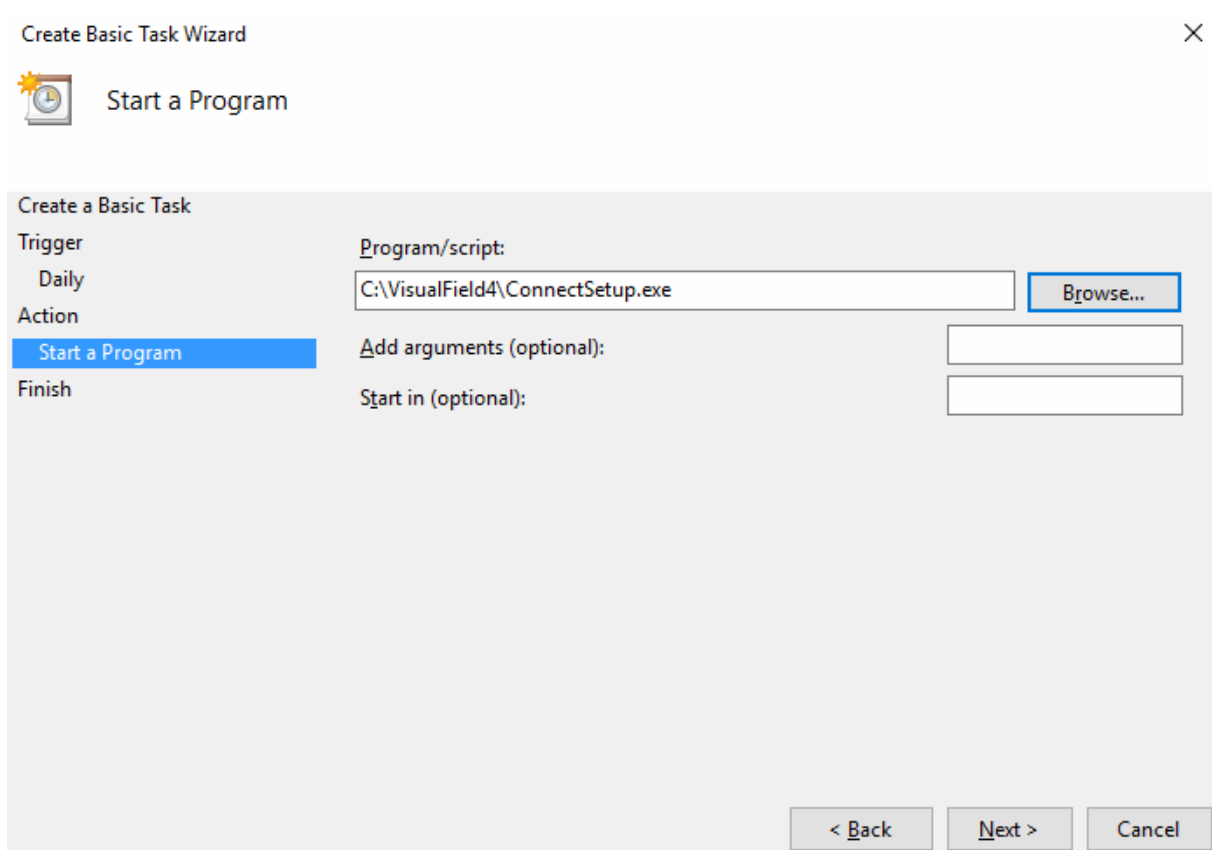 Create Basic Task Wizard
Start a Program
Create a Basic Task
Trigger
Daily
Action
Start a Program
Finish
Program/script:
C:\VisualField4\ConnectSetup.exe
Browse...
Add arguments (optional):
Start in (optional):
< Back
Next >
Cancel